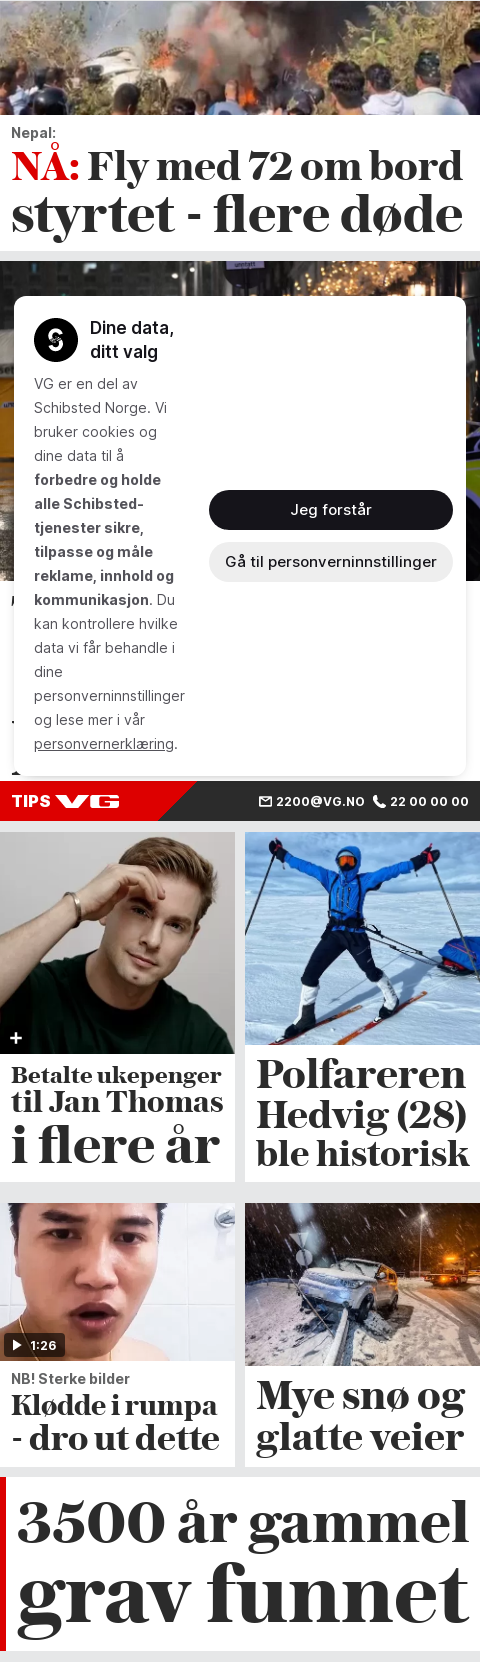 Nepal:
NÅ: Fly med 72 om bord
styrtet - flere døde
Dine data,
ditt valg
VG er en del av
Schibsted Norge. Vi
bruker cookies og
dine data til å
forbedre og holde
alle Schibsted-
tjenester sikre,
tilpasse og måle
reklame, innhold og
kommunikasjon. Du
kan kontrollere hvilke
data vi får behandle i
dine
personverninnstillinger
og lese mer i vår
personvernerklæring.
Jeg forstår
Gå til personverninnstillinger
TIPS VG
2200@VG.NO 22 00 00 00
Betalte ukepenger
til Jan Thomas
i flere år
Polfareren
Hedvig (28)
ble historisk
1:26
NB! Sterke bilder
Klødde i rumpa
- dro ut dette
Mye snø og
glatte veier
3500 år gammel
grav funnet